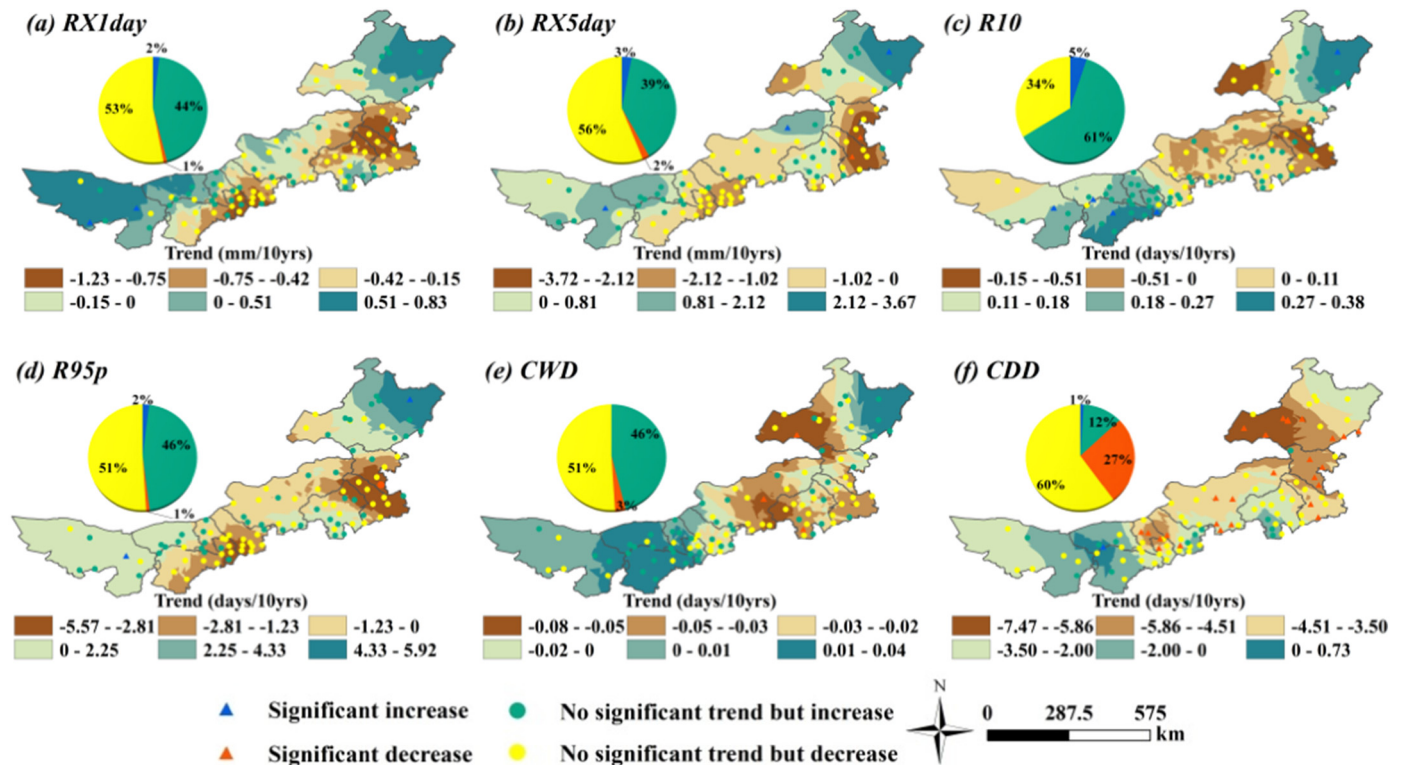 (a) RX1day
2%
53%
44%
1%
Trend (mm/10yrs)
-1.23 - -0.75 -0.75 - -0.42 -0.42 - -0.15
-0.15 - 0 0 - 0.51 0.51 - 0.83
(b) RX5day
3%
39%
56%
2%
Trend (mm/10yrs)
-3.72 - -2.12 -2.12 - -1.02 -1.02 - 0
0 - 0.81 0.81 - 2.12 2.12 - 3.67
(c) R10
5%
34%
61%
Trend (days/10yrs)
-0.15 - -0.51 -0.51 - 0 0 - 0.11
0.11 - 0.18 0.18 - 0.27 0.27 - 0.38
(d) R95p
2%
46%
51%
1%
Trend (days/10yrs)
-5.57 - -2.81 -2.81 - -1.23 -1.23 - 0
0 - 2.25 2.25 - 4.33 4.33 - 5.92
(e) CWD
46%
51%
3%
Trend (days/10yrs)
-0.08 - -0.05 -0.05 - -0.03 -0.03 - -0.02
-0.02 - 0 0 - 0.01 0.01 - 0.04
(f) CDD
1%
12%
27%
60%
Trend (days/10yrs)
-7.47 - -5.86 -5.86 - -4.51 -4.51 - -3.50
-3.50 - -2.00 -2.00 - 0 0 - 0.73
Significant increase No significant trend but increase
Significant decrease No significant trend but decrease
N
0 287.5 575
km